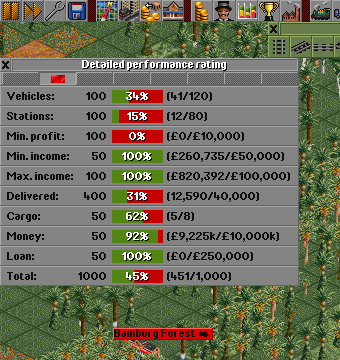 Detailed performance rating
Vehicles: 100 34% (41/120)
Stations: 100 15% (12/80)
Min. profit: 100 0% (£0/£10,000)
Min. income: 50 100% (£260,735/£50,000)
Max. income: 100 100% (£820,392/£100,000)
Delivered: 400 31% (12,590/40,000)
Cargo: 50 62% (5/8)
Money: 50 92% (£9,225k/£10,000k)
Loan: 50 100% (£0/£250,000)
Total: 1000 45% (451/1,000)
Bamburg Forest